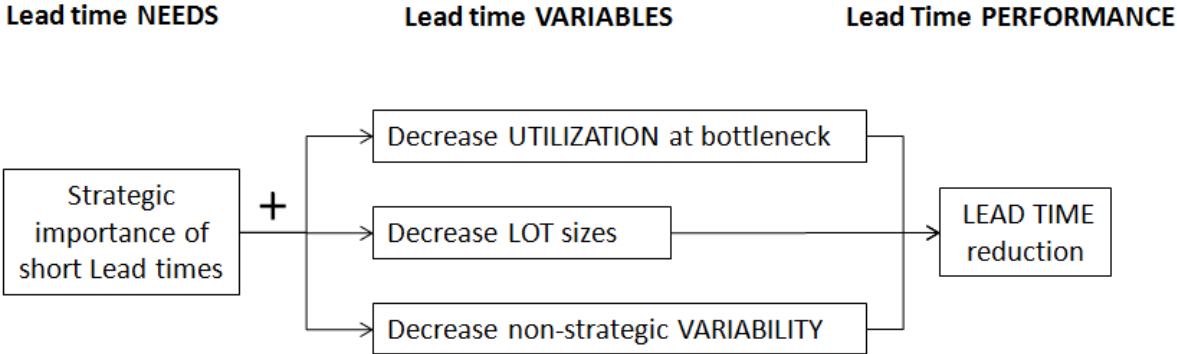 Lead time NEEDS
Lead time VARIABLES
Lead Time PERFORMANCE
Strategic
importance of
short Lead times
+
Decrease UTILIZATION at bottleneck
Decrease LOT sizes
Decrease non-strategic VARIABILITY
LEAD TIME
reduction